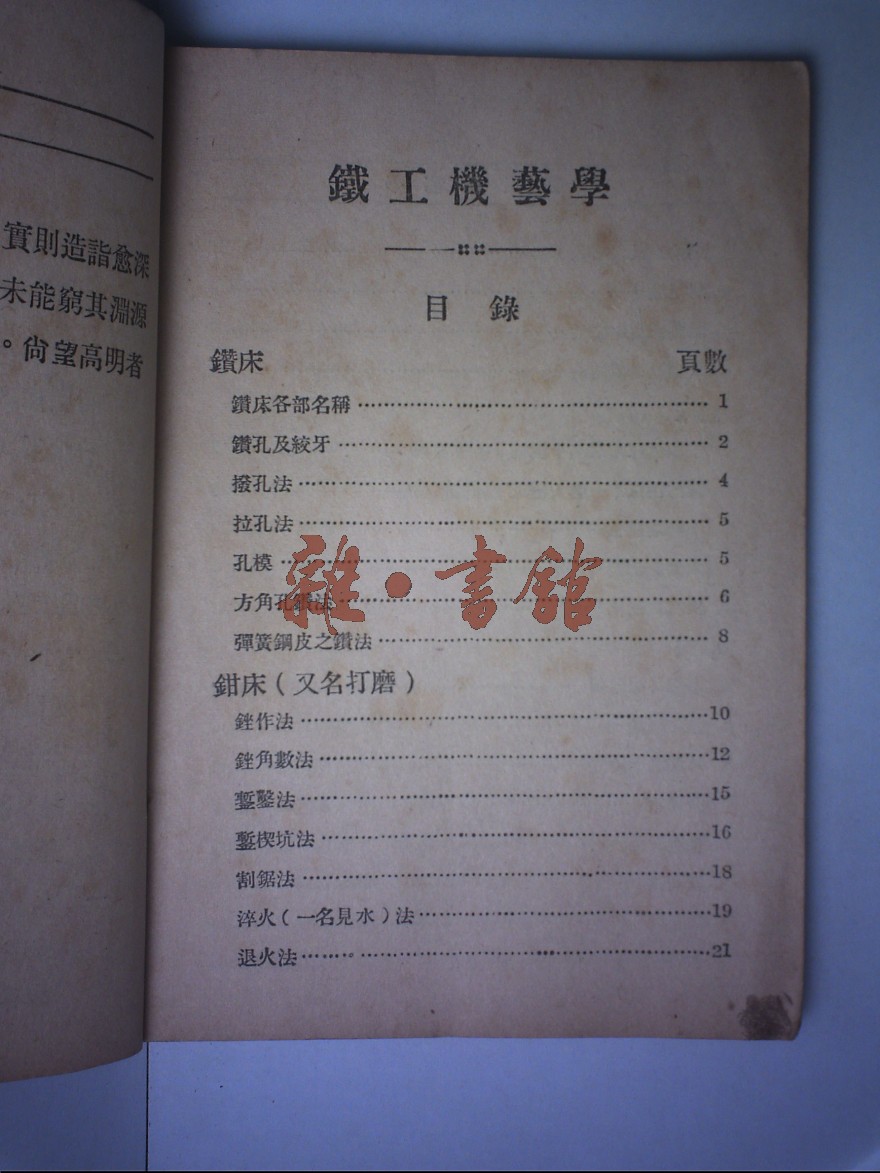 實則造詣愈深
未能窮其淵源
。尙望高明者
鐵工機藝學
目錄
鑽床 頁數
鑽床各部名稱 1
鑽孔及絞牙 2
撥孔法 4
拉孔法 5
孔模 5
方角孔鑽法 6
彈簧鋼皮之鑽法 8
鉗床(又名打磨)
銼作法 10
銼角數法 12
鏨鑿法 15
鏨楔坑法 16
割鋸法 18
淬火(一名見水)法 19
退火法 21
雜·書館